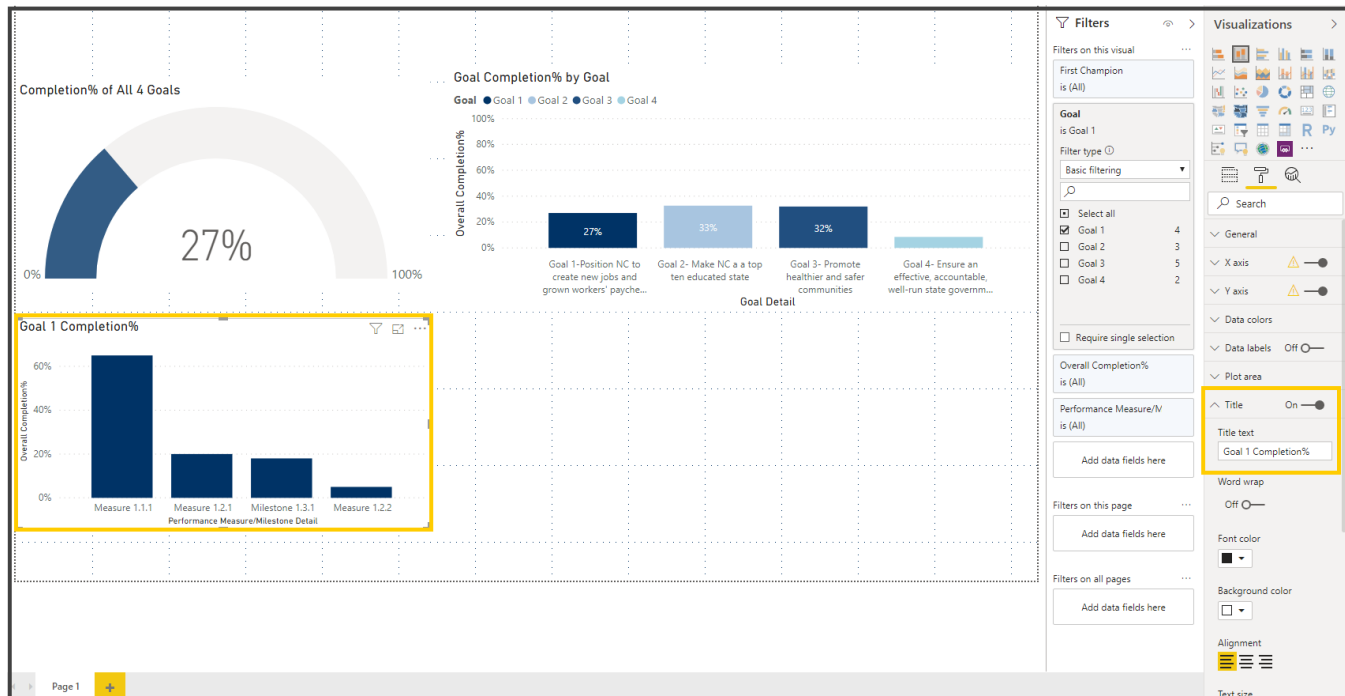 Completion% of All 4 Goals
27%
0%
100%
Goal Completion% by Goal
Goal Goal 1 Goal 2 Goal 3 Goal 4
Overall Completion%
100%
80%
60%
40%
20%
0%
27%
33%
32%
Goal 1-Position NC to
create new jobs and
grown workers' payche...
Goal 2- Make NC a a top
ten educated state
Goal 3- Promote
healthier and safer
communities
Goal 4- Ensure an
effective, accountable,
well-run state governm...
Goal Detail
Goal 1 Completion%
Overall Completion%
60%
40%
20%
0%
Measure 1.1.1
Measure 1.2.1
Milestone 1.3.1
Measure 1.2.2
Performance Measure/Milestone Detail
Page 1
Filters
Filters on this visual
First Champion
is (All)
Goal
is Goal 1
Filter type
Basic filtering
Select all
Goal 1 4
Goal 2 3
Goal 3 5
Goal 4 2
Require single selection
Overall Completion%
is (All)
Performance Measure/M
is (All)
Add data fields here
Filters on this page
Add data fields here
Filters on all pages
Add data fields here
Visualizations
R Py
Search
General
X axis
Y axis
Data colors
Data labels Off
Plot area
Title On
Title text
Goal 1 Completion%
Word wrap
Off
Font color
Background color
Alignment
Text size